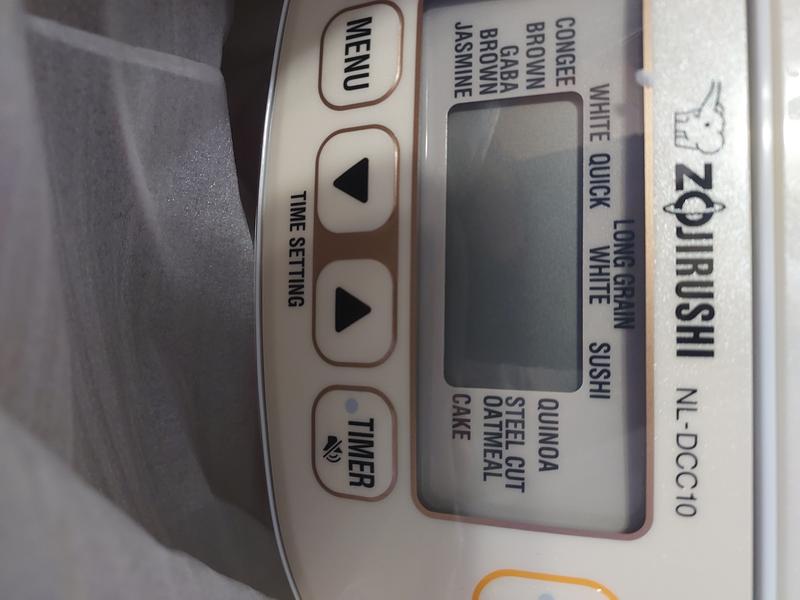 ZOJIRUSHI NL-DCC10
LONG GRAIN
WHITE QUICK WHITE SUSHI
CONGEE
BROWN
GABA
BROWN
JASMINE
QUINOA
STEEL CUT
OATMEAL
CAKE
MENU
TIMER
TIME SETTING